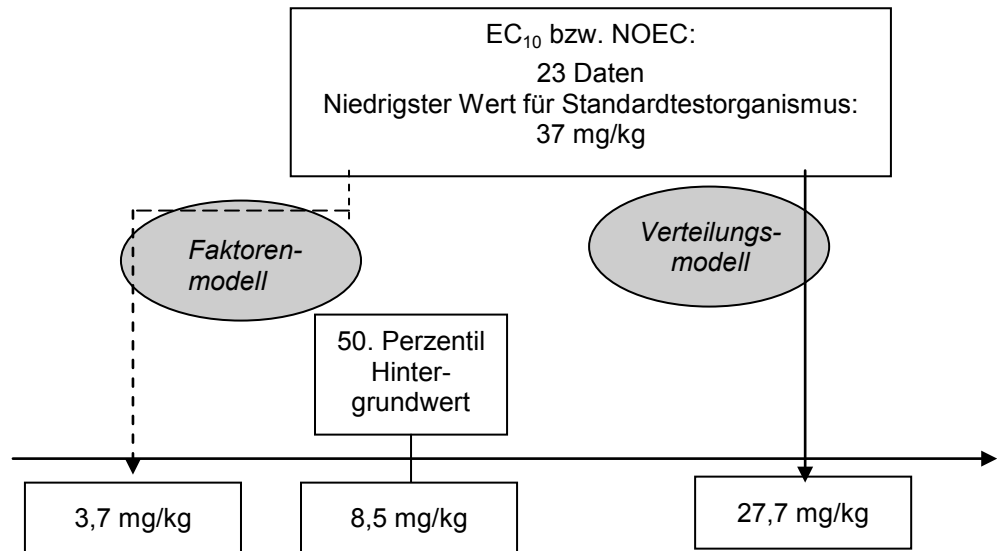 EC₁₀ bzw. NOEC:
23 Daten
Niedrigster Wert für Standardtestorganismus:
37 mg/kg
Faktoren-
modell
Verteilungs-
modell
50. Perzentil
Hinter-
grundwert
3,7 mg/kg
8,5 mg/kg
27,7 mg/kg